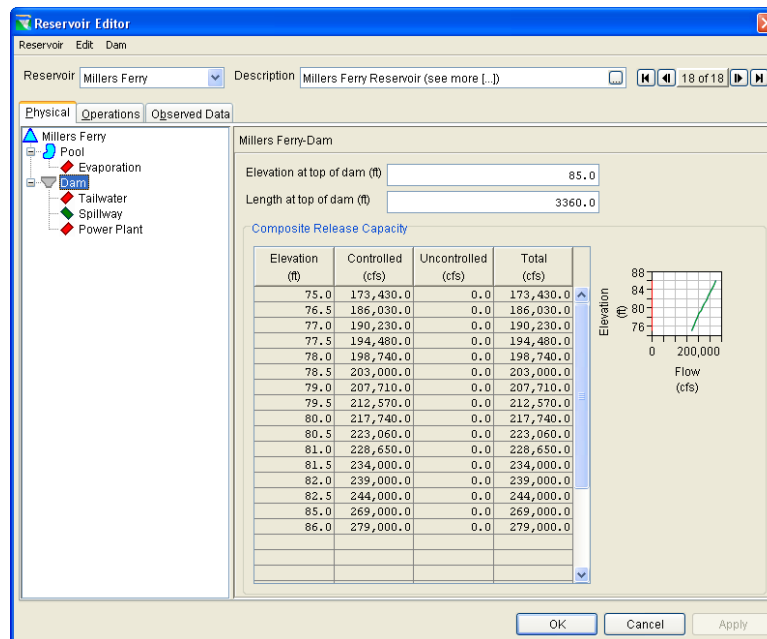 Reservoir Editor
Reservoir Edit Dam
Reservoir Millers Ferry Description Millers Ferry Reservoir (see more [...]) ... 18 of 18
Physical Operations Observed Data
Millers Ferry
Pool
Evaporation
Dam
Tailwater
Spillway
Power Plant
Millers Ferry-Dam
Elevation at top of dam (ft) 85.0
Length at top of dam (ft) 3360.0
Composite Release Capacity
Elevation (ft) Controlled (cfs) Uncontrolled (cfs) Total (cfs)
75.0 173,430.0 0.0 173,430.0
76.5 186,030.0 0.0 186,030.0
77.0 190,230.0 0.0 190,230.0
77.5 194,480.0 0.0 194,480.0
78.0 198,740.0 0.0 198,740.0
78.5 203,000.0 0.0 203,000.0
79.0 207,710.0 0.0 207,710.0
79.5 212,570.0 0.0 212,570.0
80.0 217,740.0 0.0 217,740.0
80.5 223,060.0 0.0 223,060.0
81.0 228,650.0 0.0 228,650.0
81.5 234,000.0 0.0 234,000.0
82.0 239,000.0 0.0 239,000.0
82.5 244,000.0 0.0 244,000.0
85.0 269,000.0 0.0 269,000.0
86.0 279,000.0 0.0 279,000.0
Elevation (ft)
88
84
80
76
0 200,000
Flow
(cfs)
OK Cancel Apply